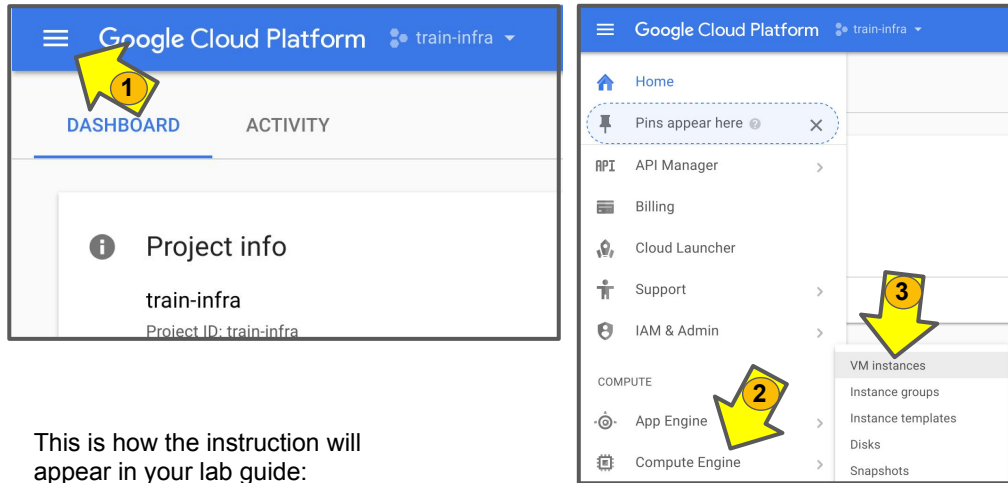 Google Cloud Platform train-infra
1
DASHBOARD ACTIVITY
Project info
train-infra
Project ID: train-infra
This is how the instruction will
appear in your lab guide:
Google Cloud Platform train-infra
Home
Pins appear here
API API Manager
Billing
Cloud Launcher
Support
3
IAM & Admin
VM instances
COMPUTE
2
Instance groups
App Engine
Instance templates
Disks
Compute Engine
Snapshots